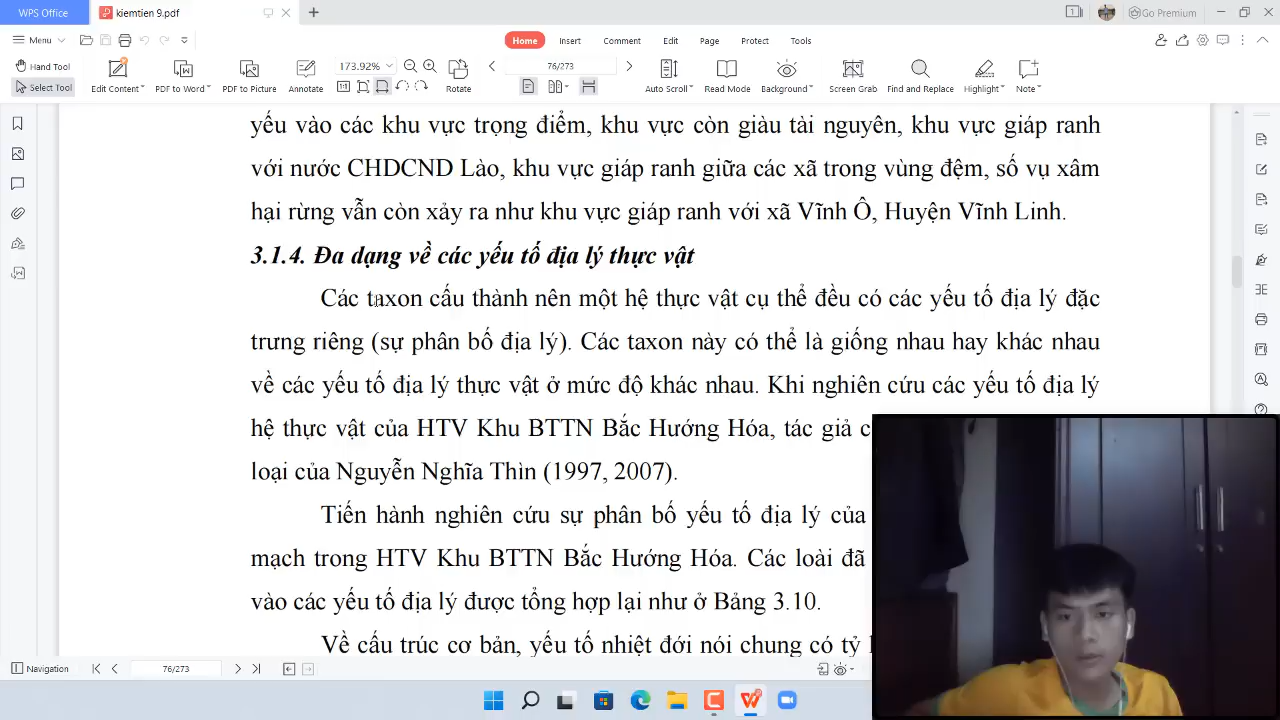 WPS Office
kiemtien 9.pdf
1
Go Premium
Menu
Home
Insert
Comment
Edit
Page
Protect
Tools
Hand Tool
Select Tool
Edit Content
PDF to Word
PDF to Picture
Annotate
173.92%
Rotate
76/273
Auto Scroll
Read Mode
Background
Screen Grab
Find and Replace
Highlight
Note
yếu vào các khu vực trọng điểm, khu vực còn giàu tài nguyên, khu vực giáp ranh
với nước CHDCND Lào, khu vực giáp ranh giữa các xã trong vùng đệm, số vụ xâm
hại rừng vẫn còn xảy ra như khu vực giáp ranh với xã Vĩnh Ô, Huyện Vĩnh Linh.
3.1.4. Đa dạng về các yếu tố địa lý thực vật
Các taxon cấu thành nên một hệ thực vật cụ thể đều có các yếu tố địa lý đặc
trưng riêng (sự phân bố địa lý). Các taxon này có thể là giống nhau hay khác nhau
về các yếu tố địa lý thực vật ở mức độ khác nhau. Khi nghiên cứu các yếu tố địa lý
hệ thực vật của HTV Khu BTTN Bắc Hướng Hóa, tác giả
loại của Nguyễn Nghĩa Thìn (1997, 2007).
Tiến hành nghiên cứu sự phân bố yếu tố địa lý của
mạch trong HTV Khu BTTN Bắc Hướng Hóa. Các loài đã
vào các yếu tố địa lý được tổng hợp lại như ở Bảng 3.10.
Về cấu trúc cơ bản, yếu tố nhiệt đới nói chung có tỷ
Navigation
76/273